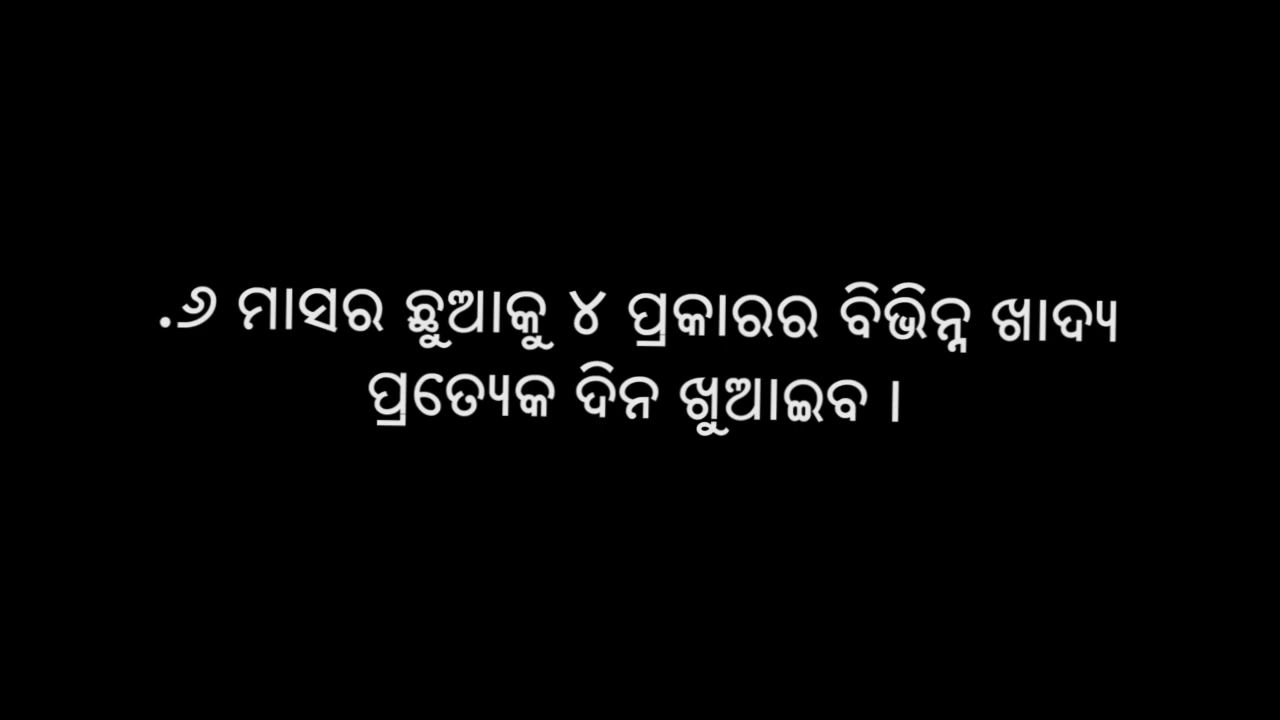 .୬ ମାସର ଛୁଆକୁ ୪ ପ୍ରକାରର ବିଭିନ୍ନ ଖାଦ୍ୟ
ପ୍ରତ୍ୟେକ ଦିନ ଖୁଆଇବ ।